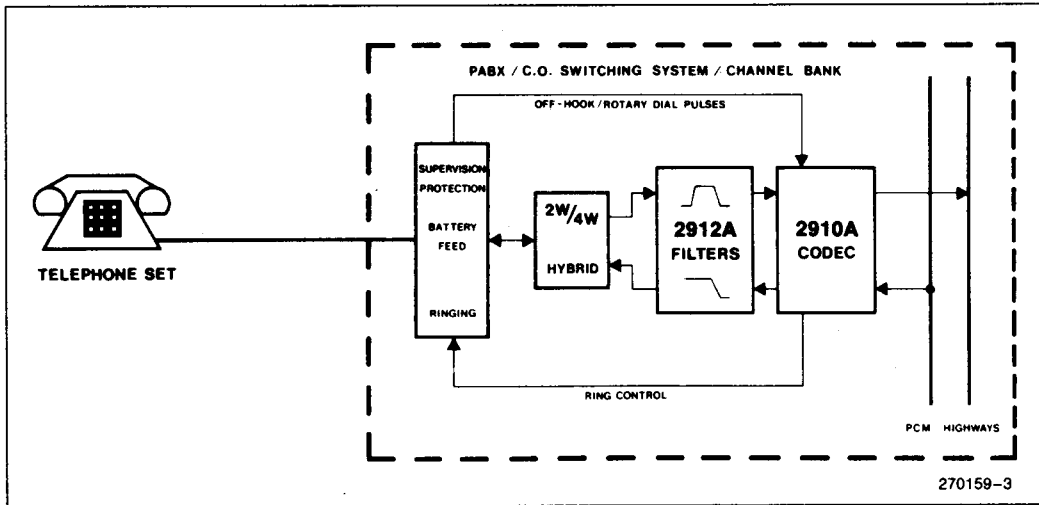 PABX / C.O. SWITCHING SYSTEM / CHANNEL BANK
OFF-HOOK/ROTARY DIAL PULSES
SUPERVISION
PROTECTION
BATTERY
FEED
RINGING
2W/4W
HYBRID
2912A
FILTERS
2910A
CODEC
TELEPHONE SET
RING CONTROL
PCM HIGHWAYS
270159-3